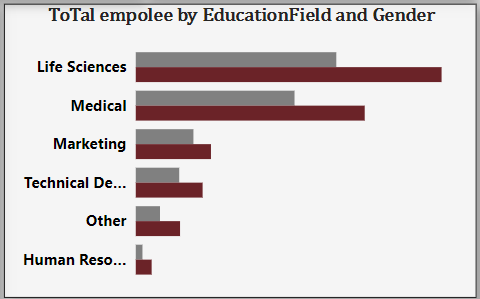 ToTal empolee by EducationField and Gender
Life Sciences
Medical
Marketing
Technical De...
Other
Human Reso...